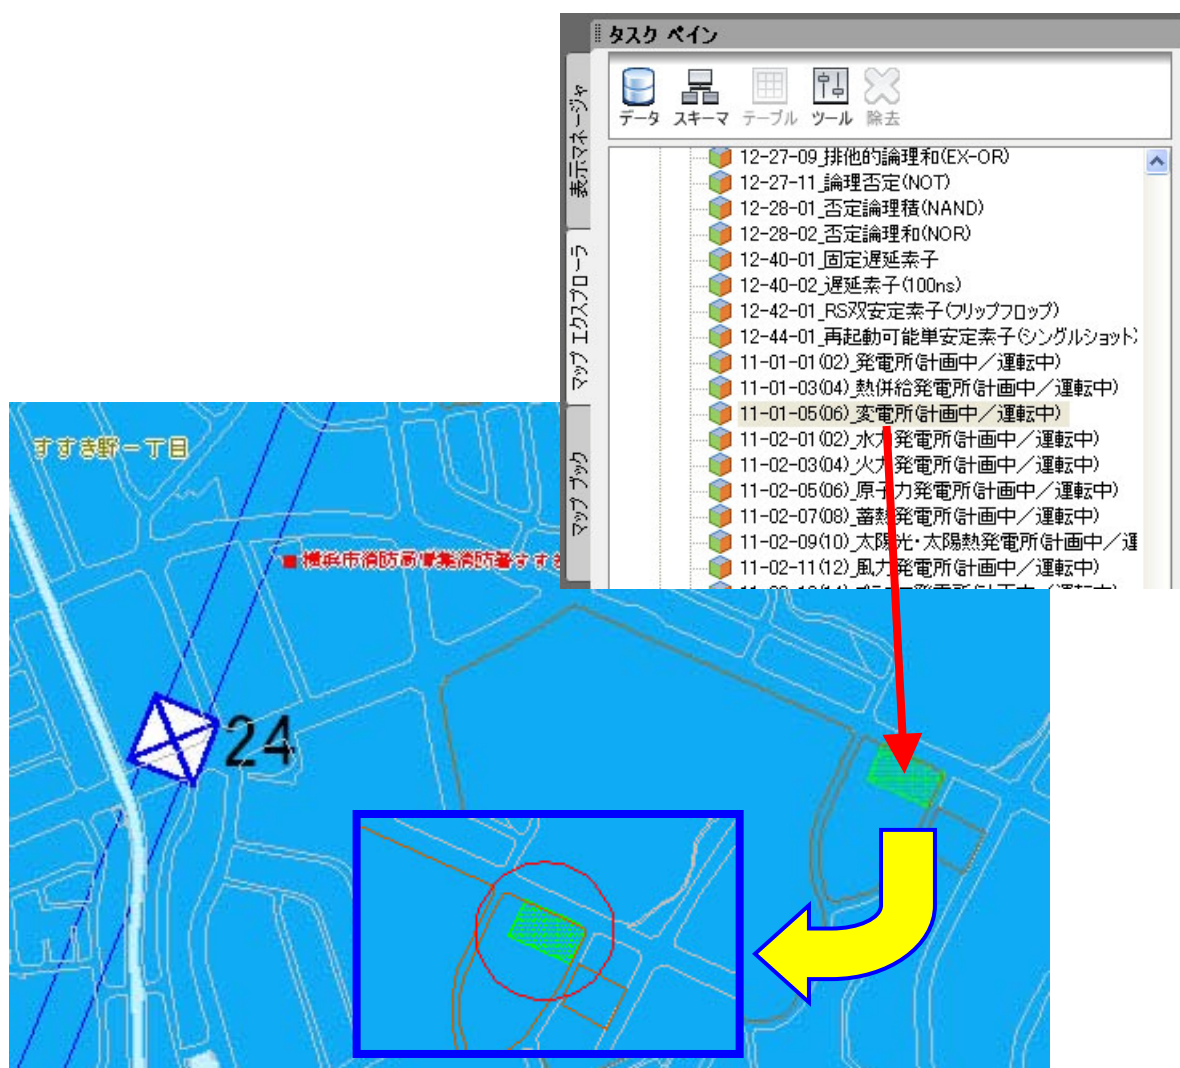 タスク ペイン
データ
スキーマ
テーブル
ツール
除去
表示マネージャ
マップ エクスプローラ
マップ ブック
12-27-09_排他的論理和(EX-OR)
12-27-11_論理否定(NOT)
12-28-01_否定論理積(NAND)
12-28-02_否定論理和(NOR)
12-40-01_固定遅延素子
12-40-02_遅延素子(100ns)
12-42-01_RS双安定素子(フリップフロップ)
12-44-01_再起動可能単安定素子(シングルショット)
11-01-01(02)_発電所(計画中／運転中)
11-01-03(04)_熱併給発電所(計画中／運転中)
11-01-05(06)_変電所(計画中／運転中)
11-02-01(02)_水力発電所(計画中／運転中)
11-02-03(04)_火力発電所(計画中／運転中)
11-02-05(06)_原子力発電所(計画中／運転中)
11-02-07(08)_蓄熱発電所(計画中／運転中)
11-02-09(10)_太陽光・太陽熱発電所(計画中／運
11-02-11(12)_風力発電所(計画中／運転中)
すすき野一丁目
横浜市消防局青葉消防署すすき
24